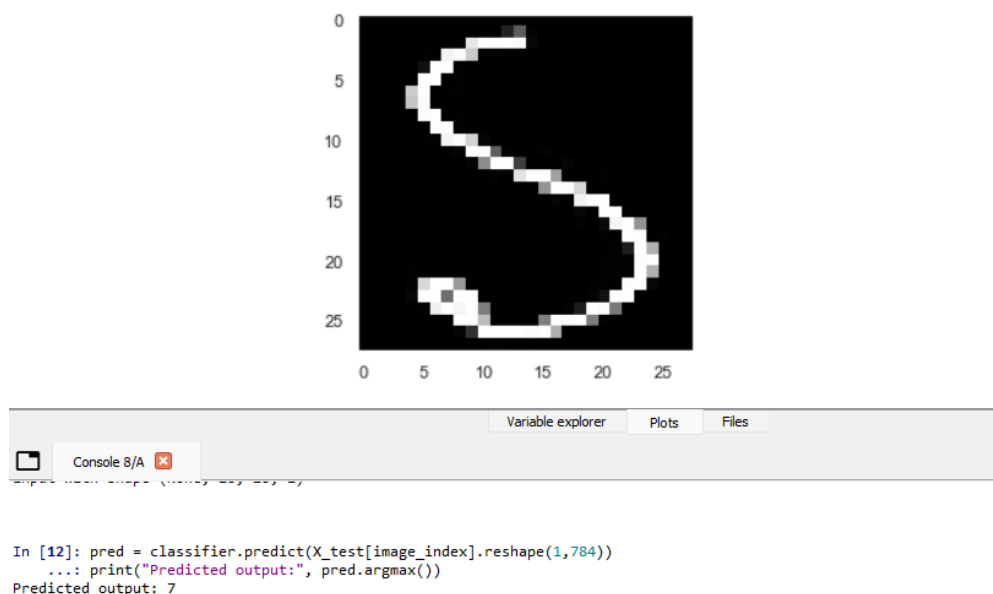 0
5
10
15
20
25
0 5 10 15 20 25
Variable explorer Plots Files
Console 8/A
In [12]: pred = classifier.predict(X_test[image_index].reshape(1,784))
...: print("Predicted output:", pred.argmax())
Predicted output: 7